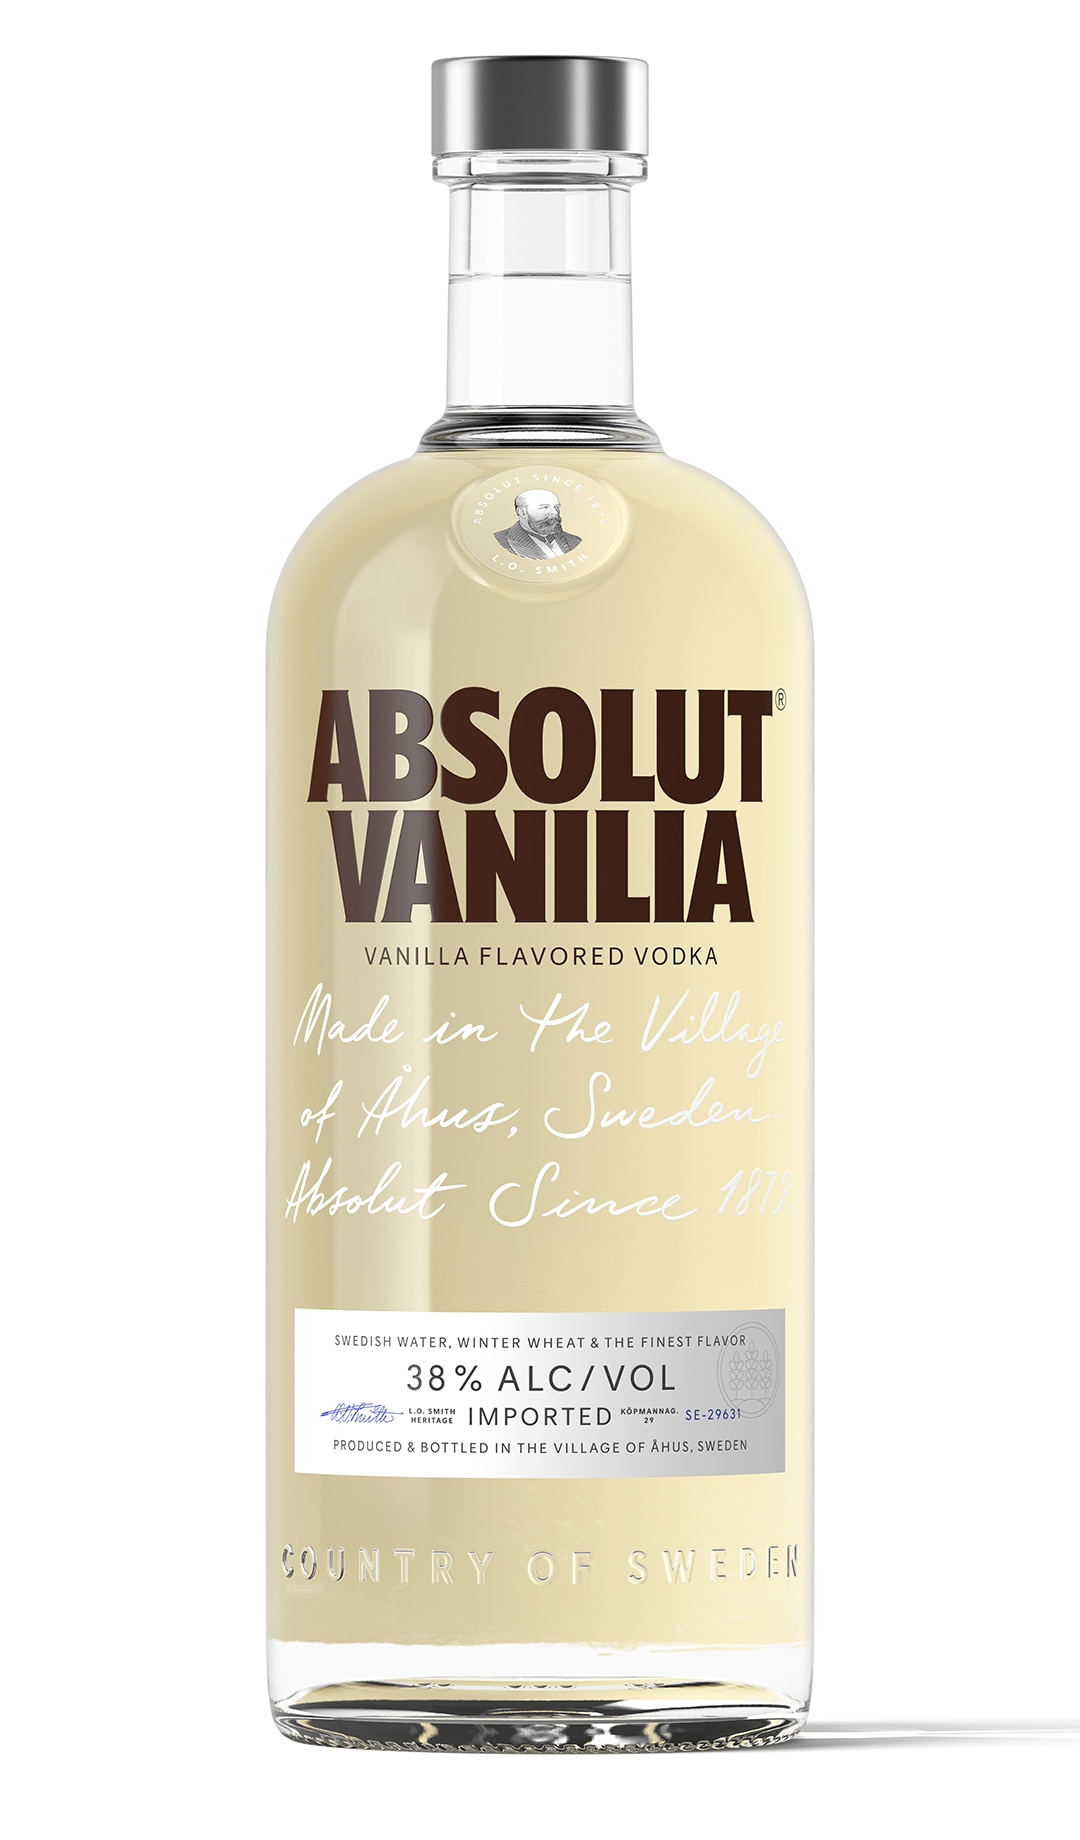 ABSOLUT SINCE 1879
L.O. SMITH
ABSOLUT®
VANILIA
VANILLA FLAVORED VODKA
Made in the Village
of Åhus, Sweden.
Absolut Since 1879.
SWEDISH WATER, WINTER WHEAT & THE FINEST FLAVOR
38% ALC/VOL
L.O. SMITH HERITAGE IMPORTED KÖPMANNAG. 29 SE-29631
PRODUCED & BOTTLED IN THE VILLAGE OF ÅHUS, SWEDEN
COUNTRY OF SWEDEN